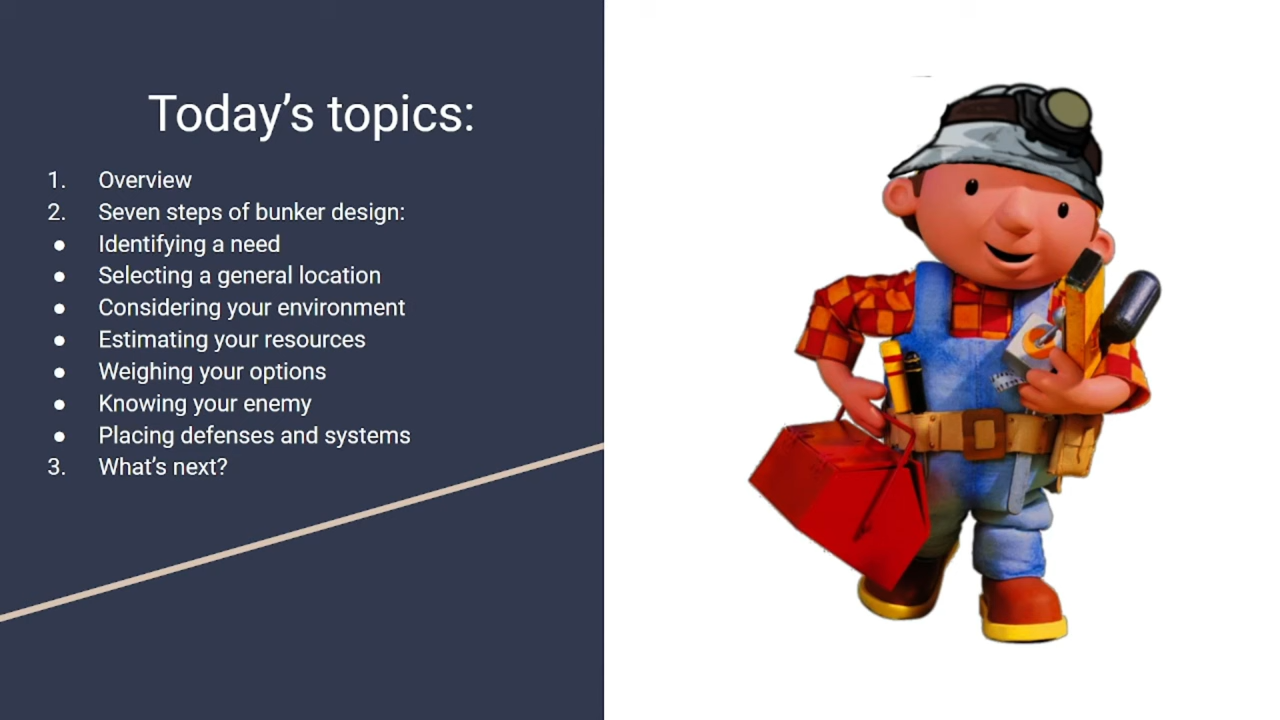 Today’s topics:
1. Overview
2. Seven steps of bunker design:
● Identifying a need
● Selecting a general location
● Considering your environment
● Estimating your resources
● Weighing your options
● Knowing your enemy
● Placing defenses and systems
3. What’s next?